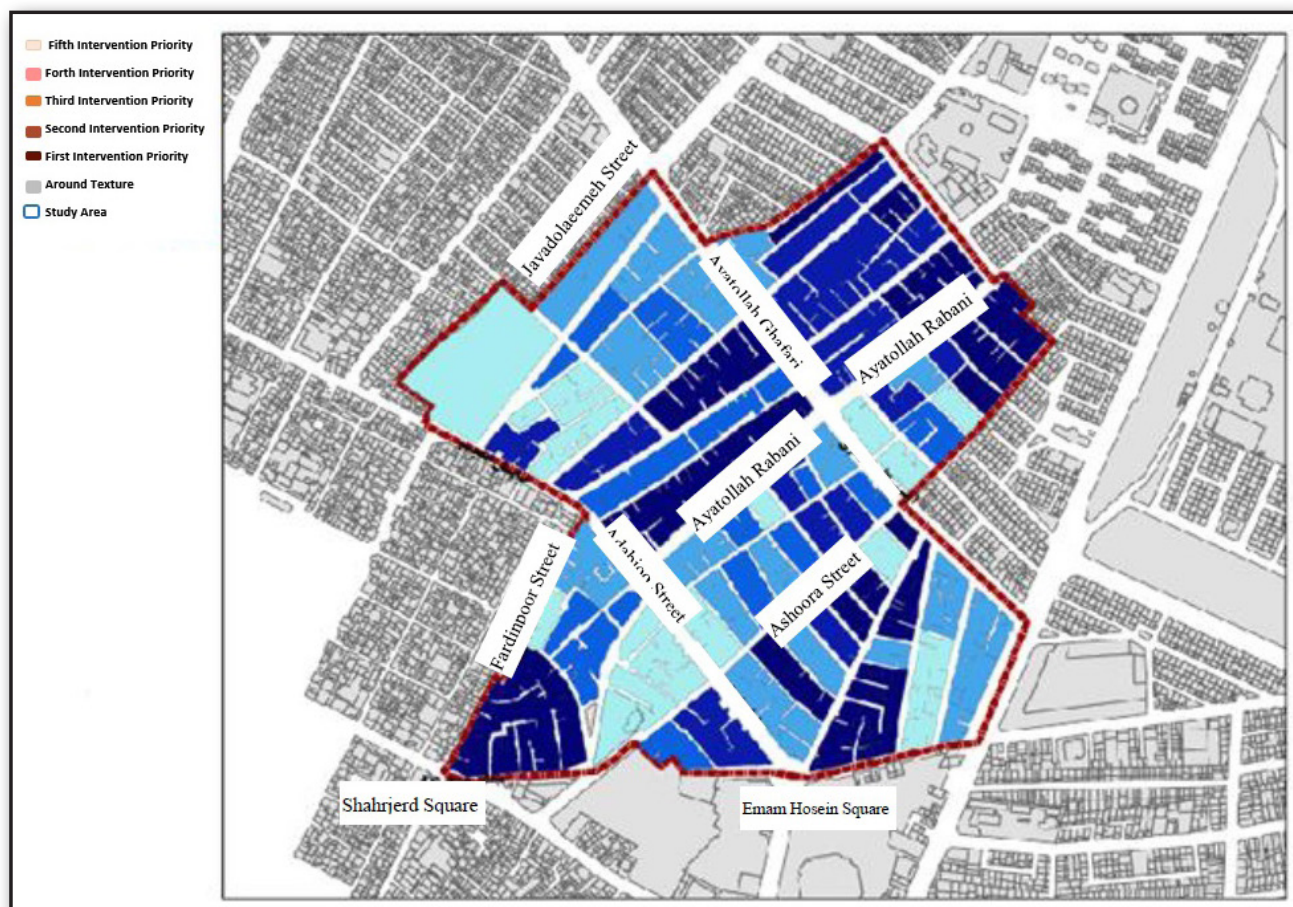 Fifth Intervention Priority
Forth Intervention Priority
Third Intervention Priority
Second Intervention Priority
First Intervention Priority
Around Texture
Study Area
Javadolaeemeh Street
Ayatollah Ghafari
Ayatollah Rabani
Ayatollah Rabani
Adabjoo Street
Ashoora Street
Fardinpoor Street
Shahrjerd Square
Emam Hosein Square